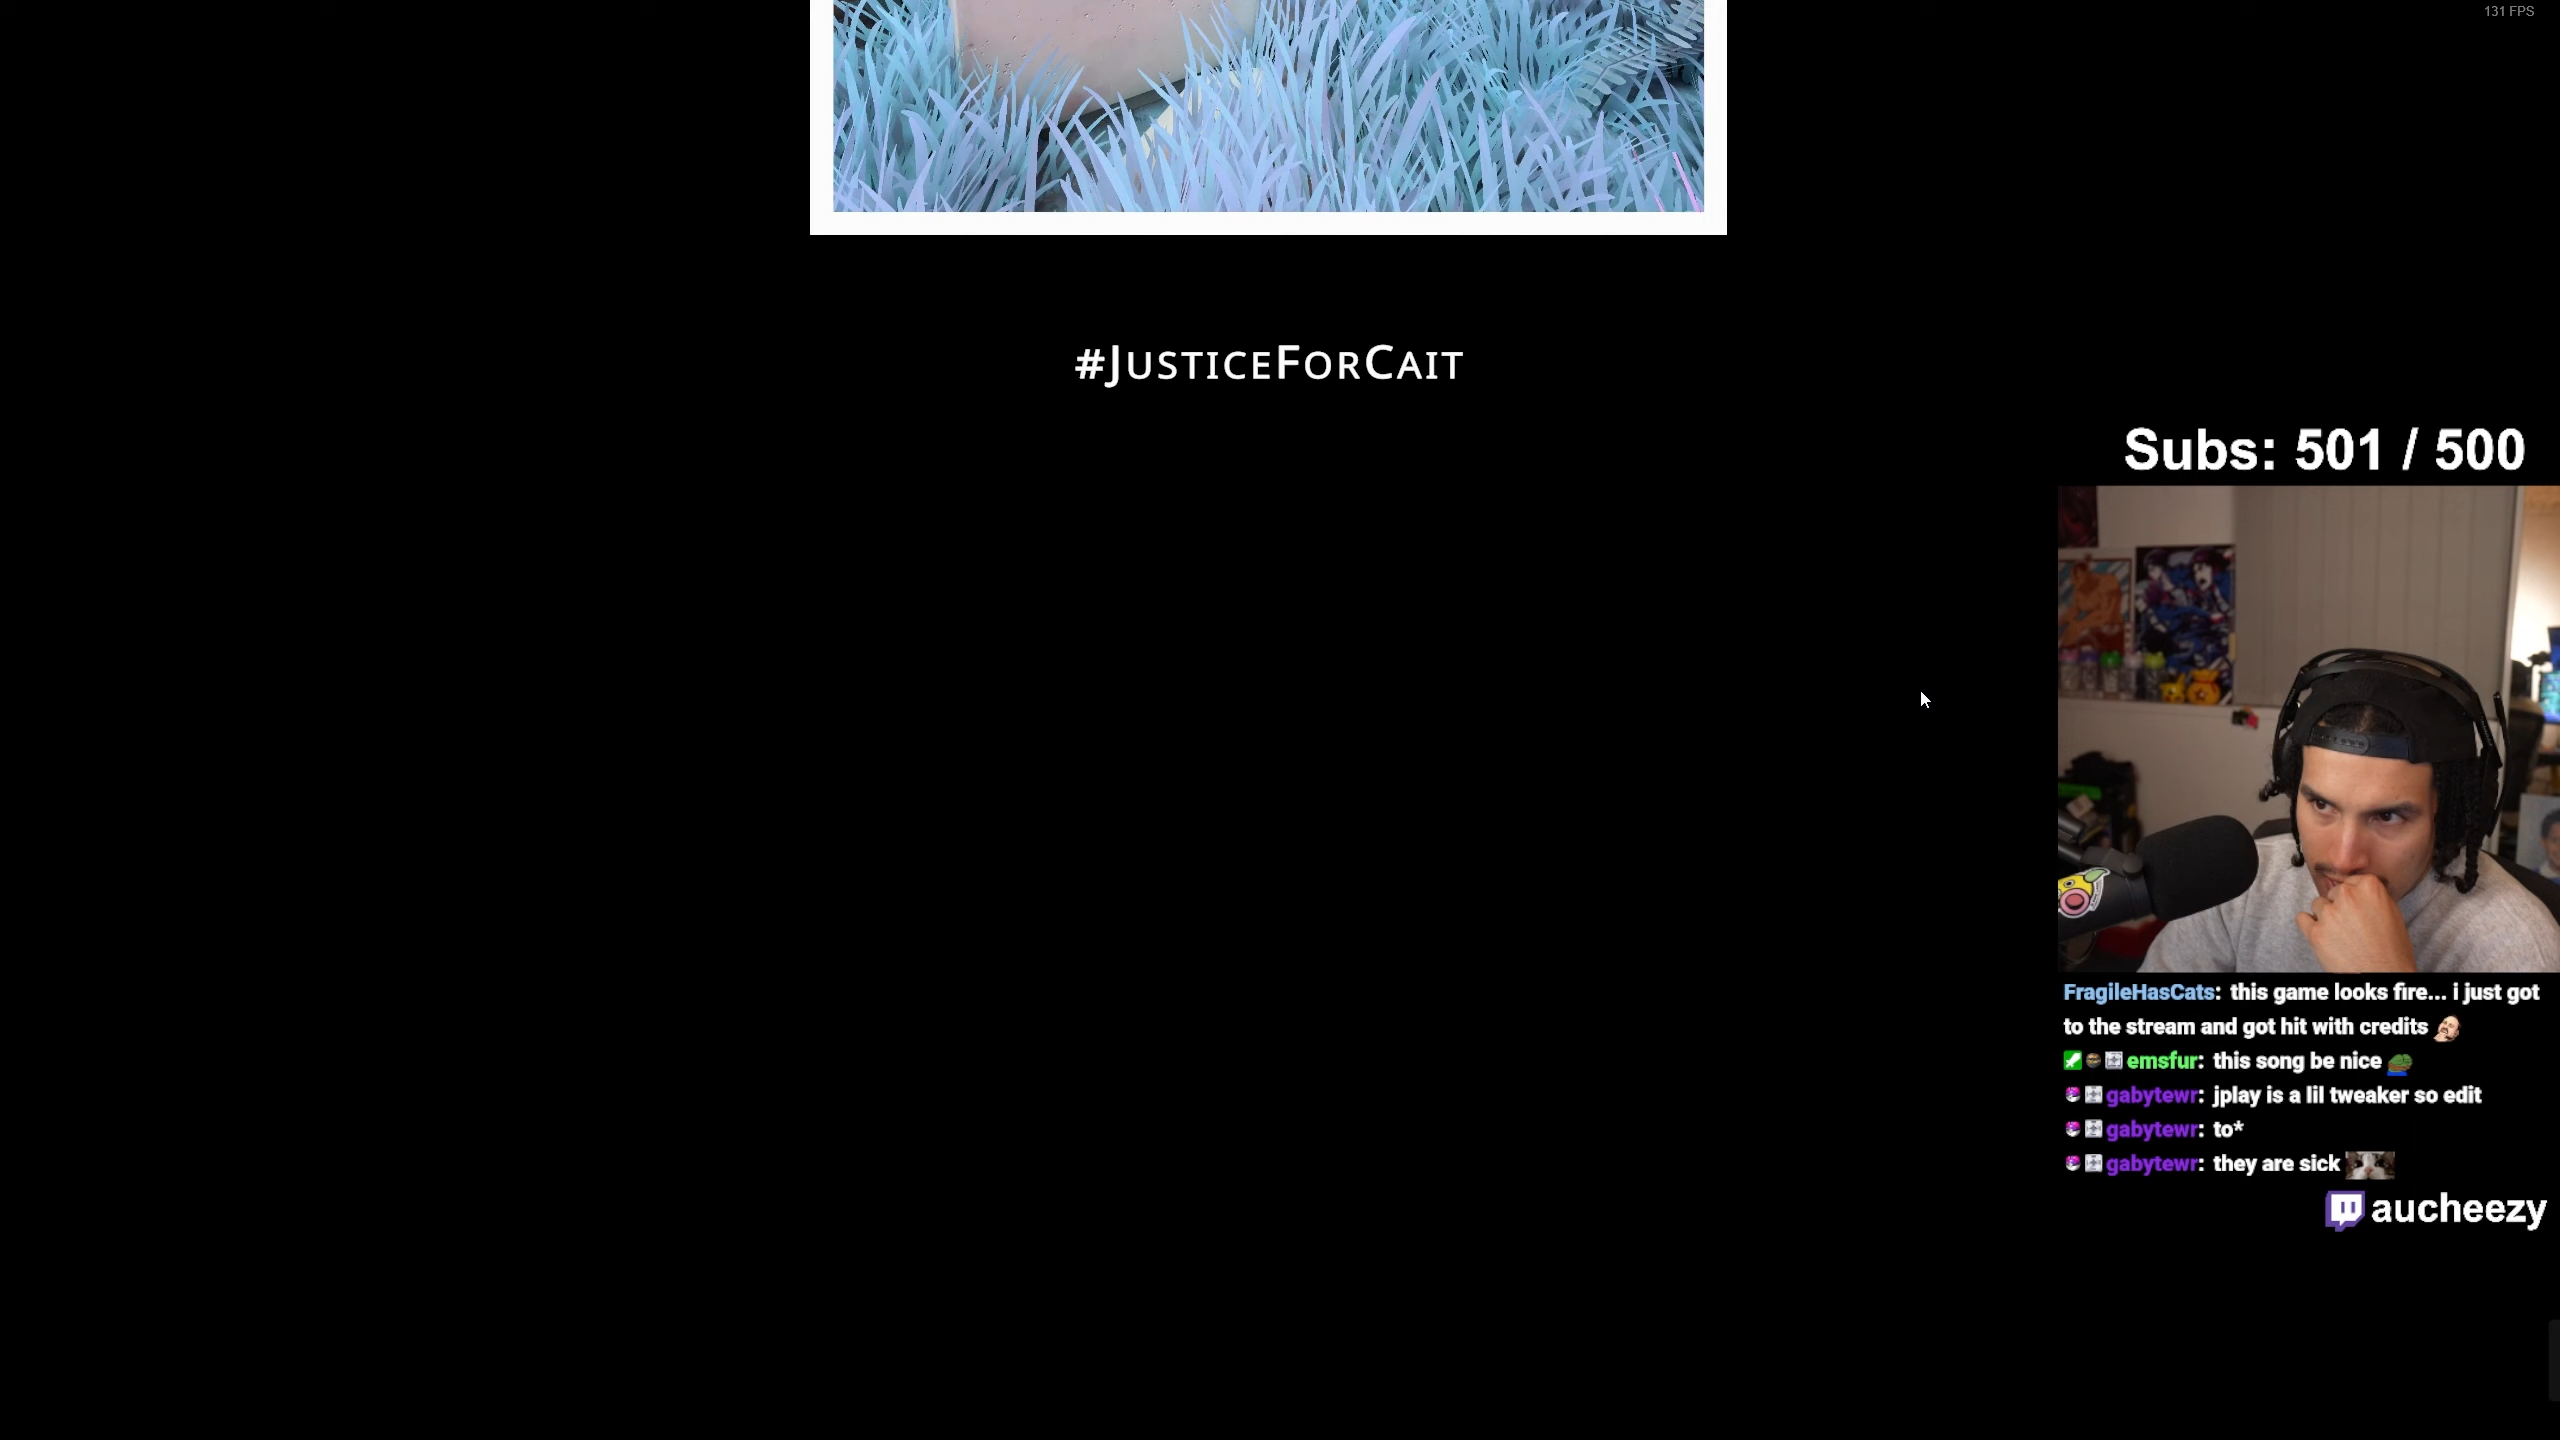 131 FPS
#JusticeForCait
Subs: 501 / 500
FragileHasCats: this game looks fire... i just got
to the stream and got hit with credits
emsfur: this song be nice
gabytewr: jplay is a lil tweaker so edit
gabytewr: to*
gabytewr: they are sick
aucheezy